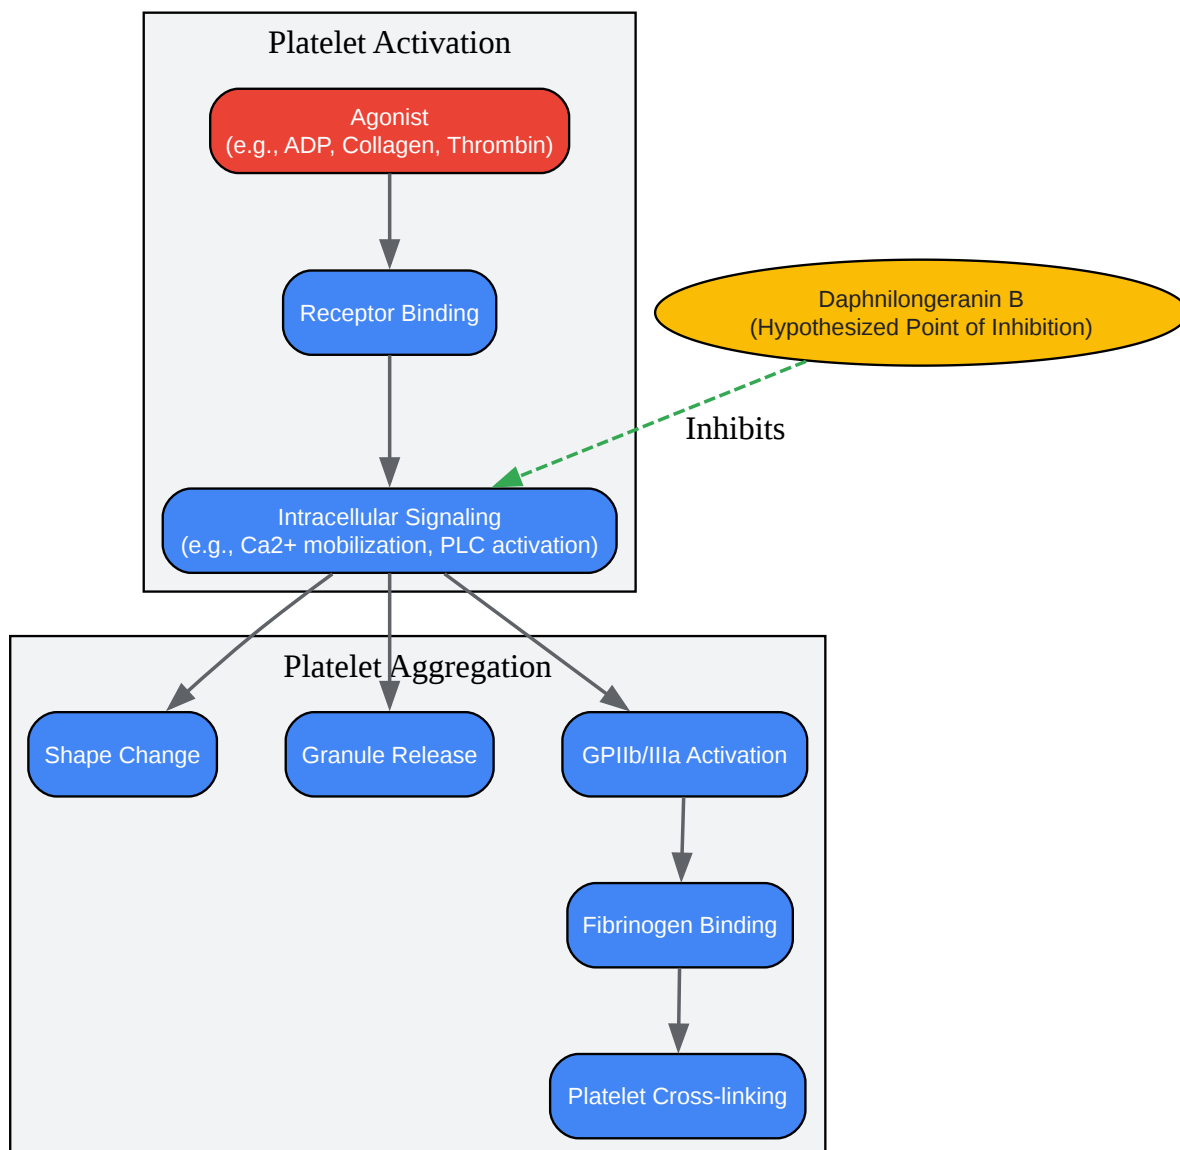 Platelet Activation
Agonist
(e.g., ADP, Collagen, Thrombin)
Receptor Binding
Daphnilongeranin B
(Hypothesized Point of Inhibition)
Inhibits
Intracellular Signaling
(e.g., Ca2+ mobilization, PLC activation)
Platelet Aggregation
Shape Change
Granule Release
GPIIb/IIIa Activation
Fibrinogen Binding
Platelet Cross-linking